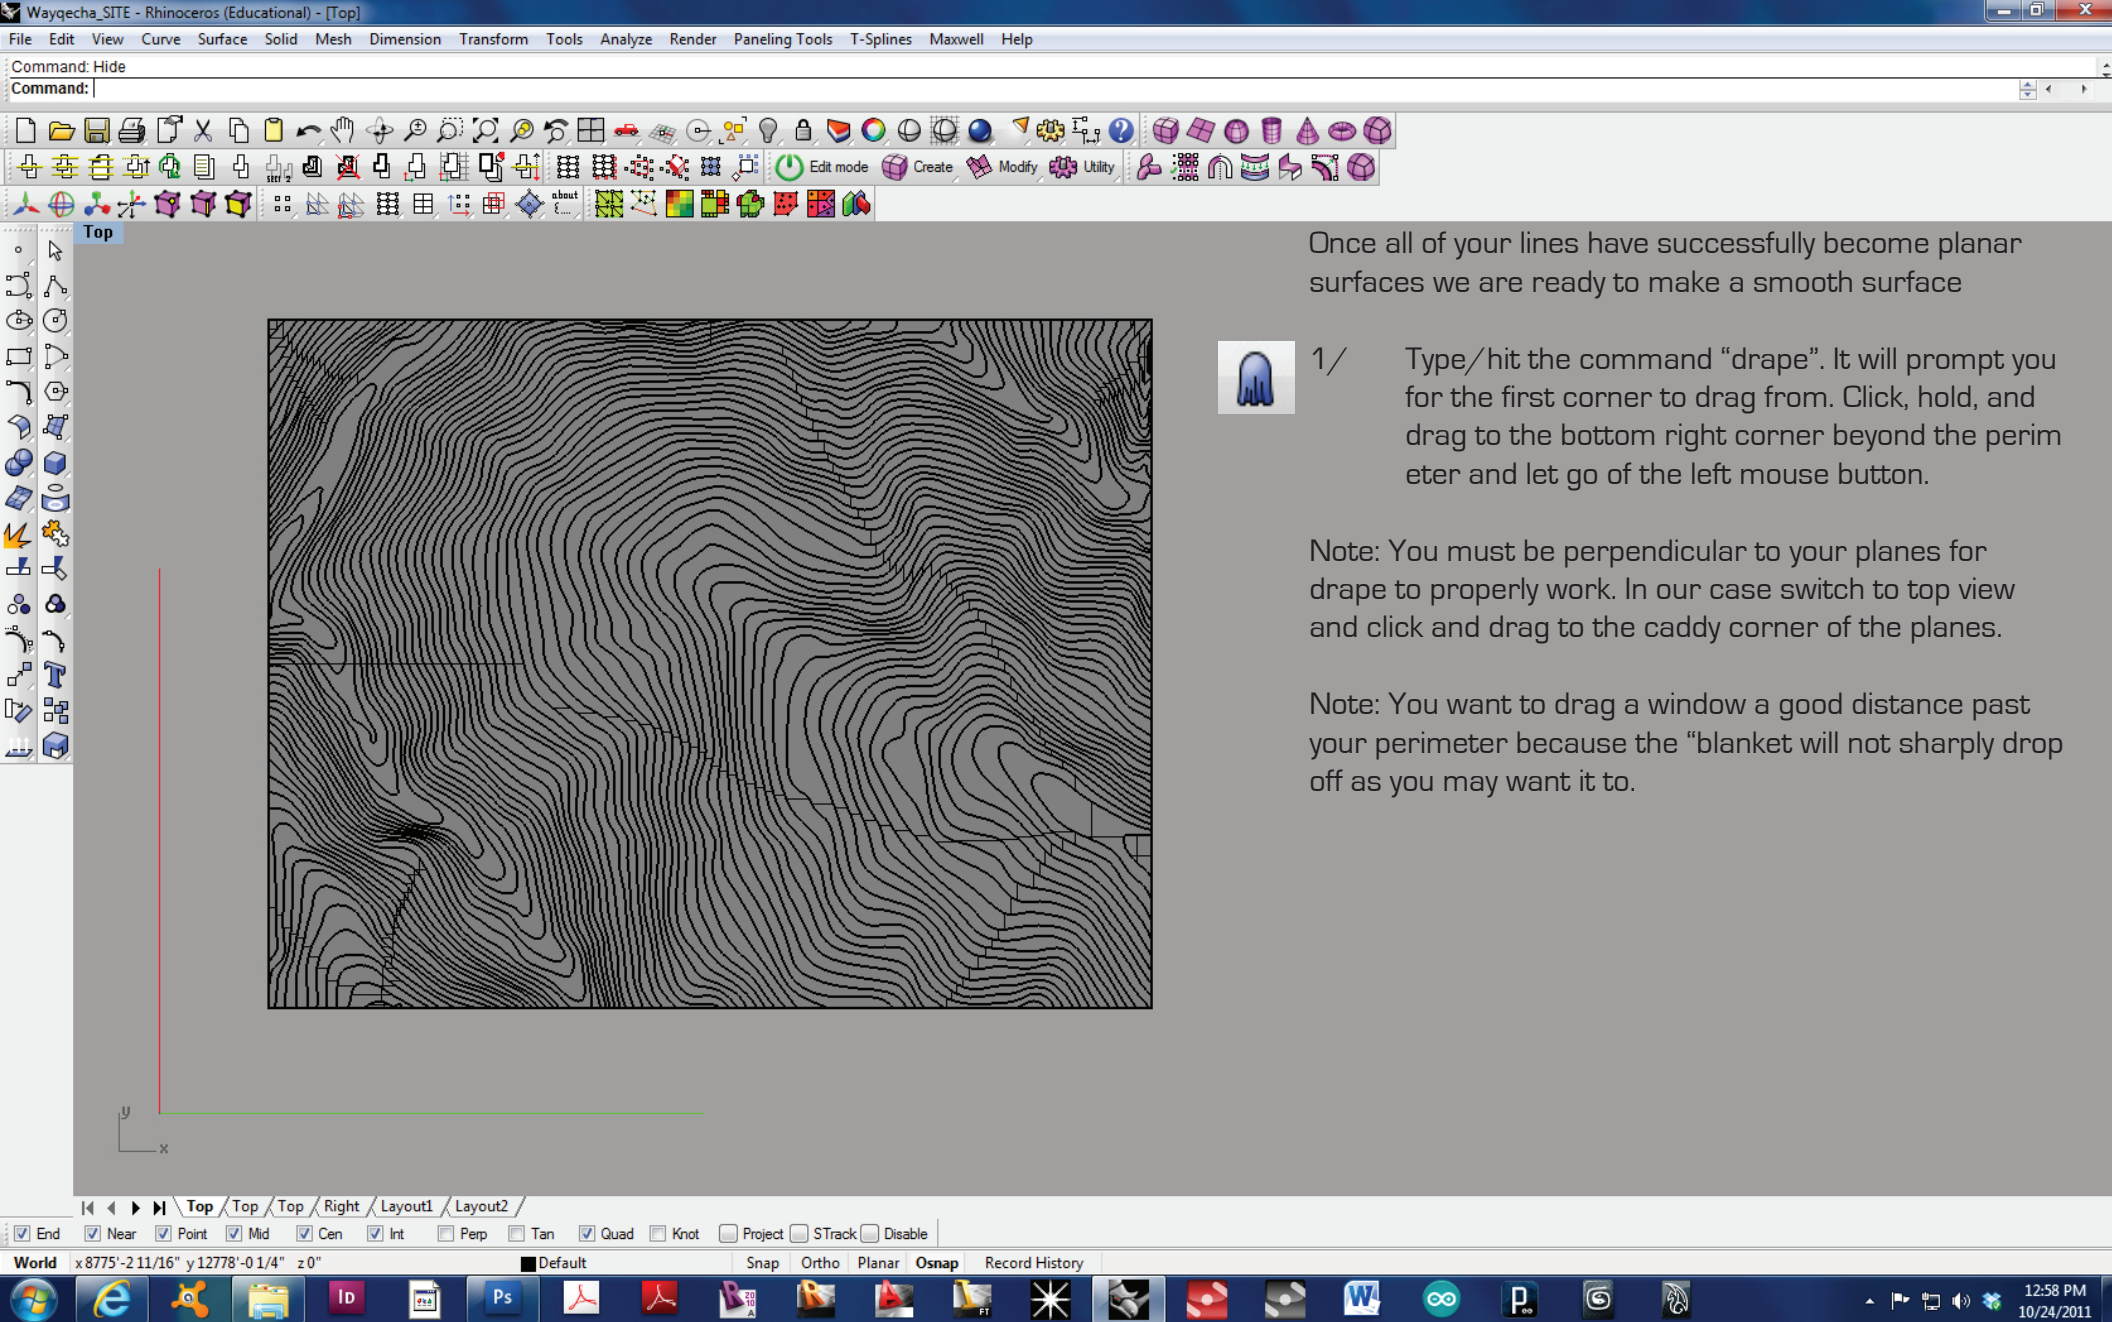 Wayqecha_SITE - Rhinoceros (Educational) - [Top]
File Edit View Curve Surface Solid Mesh Dimension Transform Tools Analyze Render Paneling Tools T-Splines Maxwell Help
Command: Hide
Command:
Edit mode Create Modify Utility
about
Top
Once all of your lines have successfully become planar
surfaces we are ready to make a smooth surface
1/ Type/hit the command “drape”. It will prompt you
for the first corner to drag from. Click, hold, and
drag to the bottom right corner beyond the perim
eter and let go of the left mouse button.
Note: You must be perpendicular to your planes for
drape to properly work. In our case switch to top view
and click and drag to the caddy corner of the planes.
Note: You want to drag a window a good distance past
your perimeter because the “blanket will not sharply drop
off as you may want it to.
y
x
Top Top Top Right Layout1 Layout2
End Near Point Mid Cen Int Perp Tan Quad Knot Project STrack Disable
World x 8775'-2 11/16" y 12778'-0 1/4" z 0" Default Snap Ortho Planar Osnap Record History
ID Ps FT W P
12:58 PM
10/24/2011